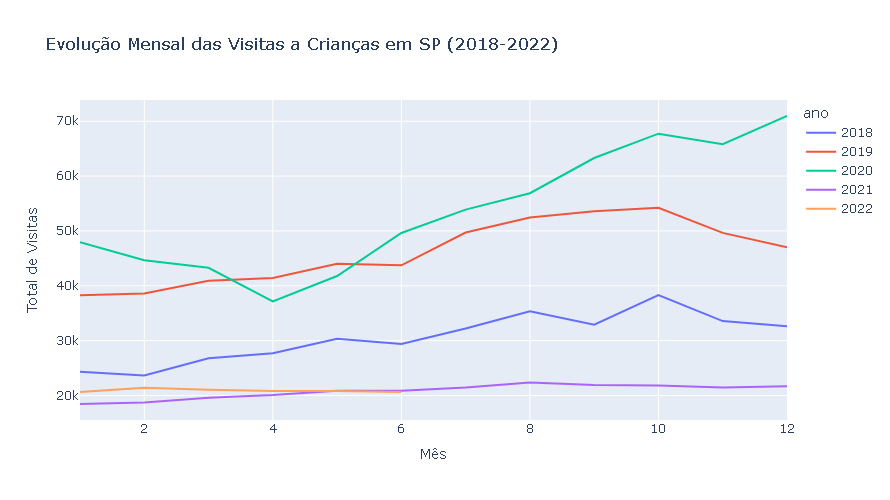 Evolução Mensal das Visitas a Crianças em SP (2018-2022)
ano
2018
2019
2020
2021
2022
Total de Visitas
70k
60k
50k
40k
30k
20k
2
4
6
8
10
12
Mês